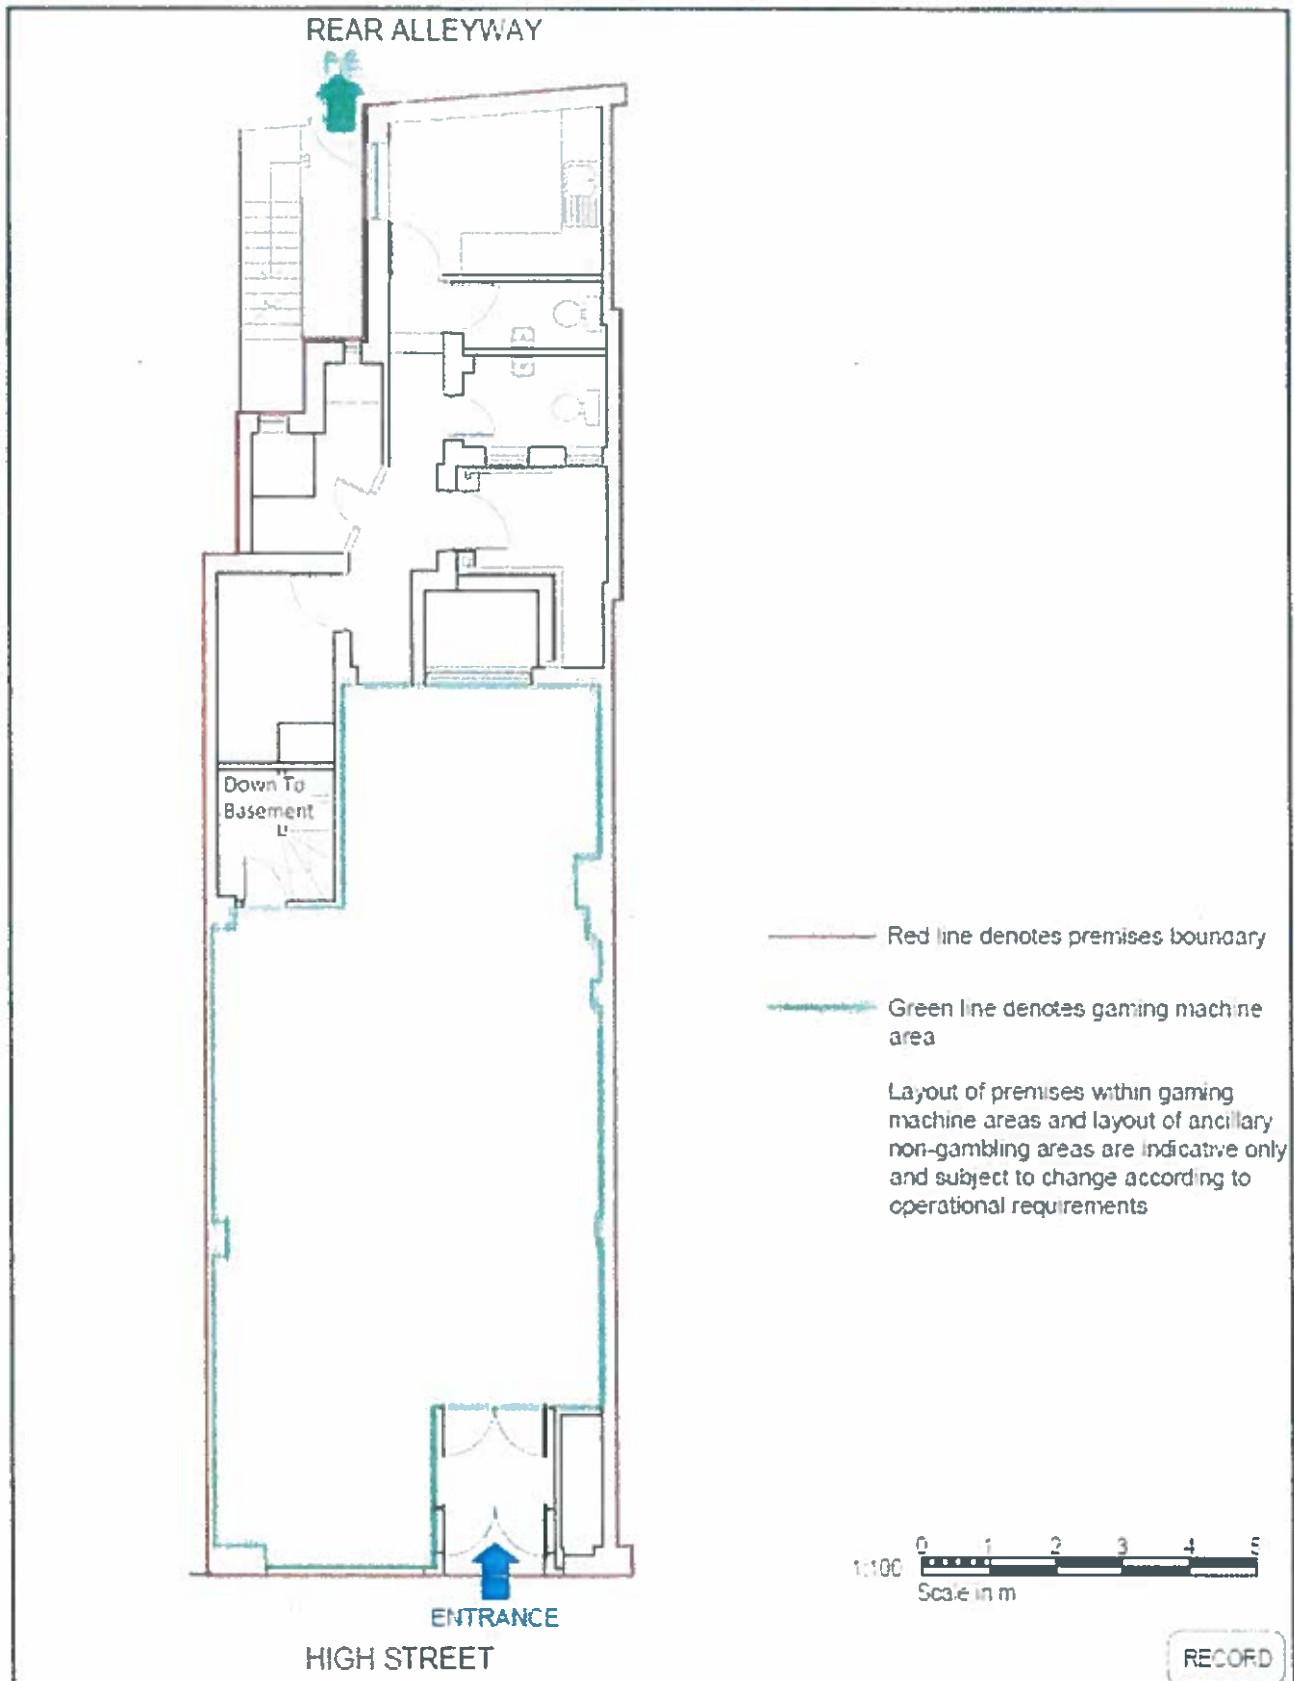 REAR ALLEYWAY
Down To
Basement
Red line denotes premises boundary
Green line denotes gaming machine
area
Layout of premises within gaming
machine areas and layout of ancillary
non-gambling areas are indicative only
and subject to change according to
operational requirements
0 1 2 3 4 5
1:100
Scale in m
ENTRANCE
HIGH STREET
RECORD